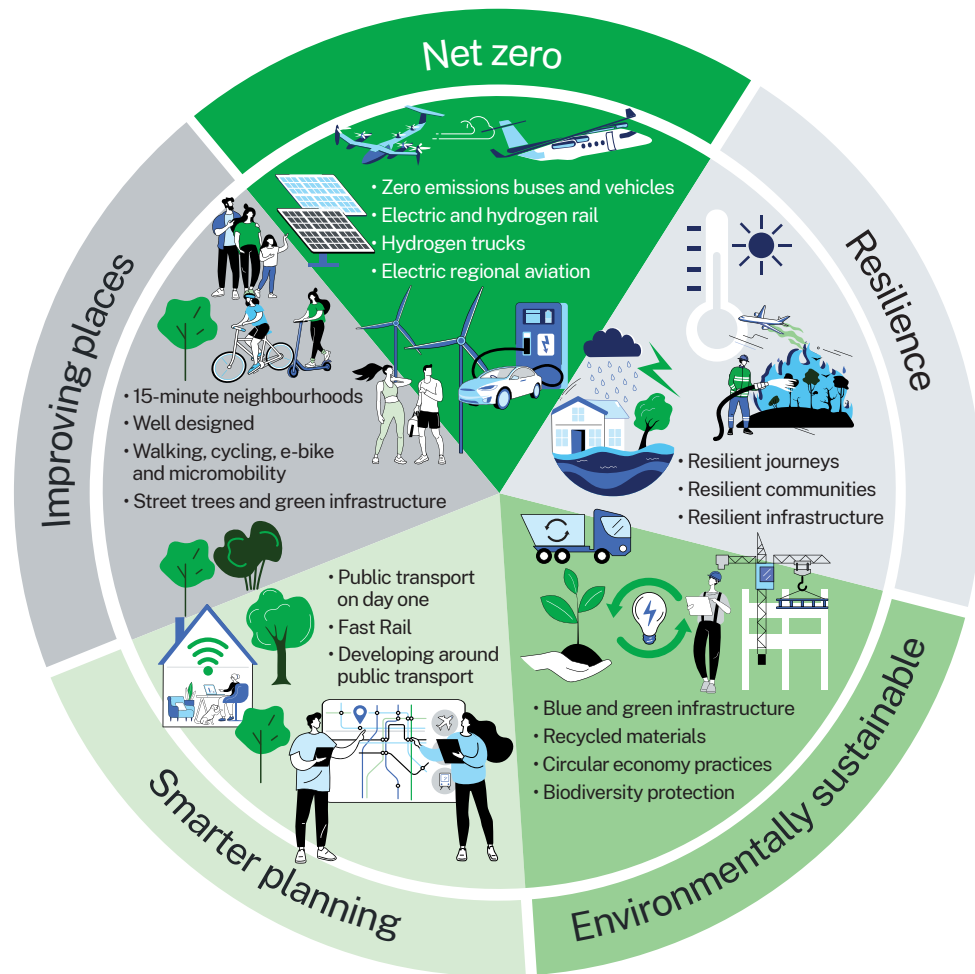 Net zero
• Zero emissions buses and vehicles
• Electric and hydrogen rail
• Hydrogen trucks
• Electric regional aviation
Resilience
• Resilient journeys
• Resilient communities
• Resilient infrastructure
Environmentally sustainable
• Blue and green infrastructure
• Recycled materials
• Circular economy practices
• Biodiversity protection
Smarter planning
• Public transport
on day one
• Fast Rail
• Developing around
public transport
Improving places
• 15-minute neighbourhoods
• Well designed
• Walking, cycling, e-bike
and micromobility
• Street trees and green infrastructure